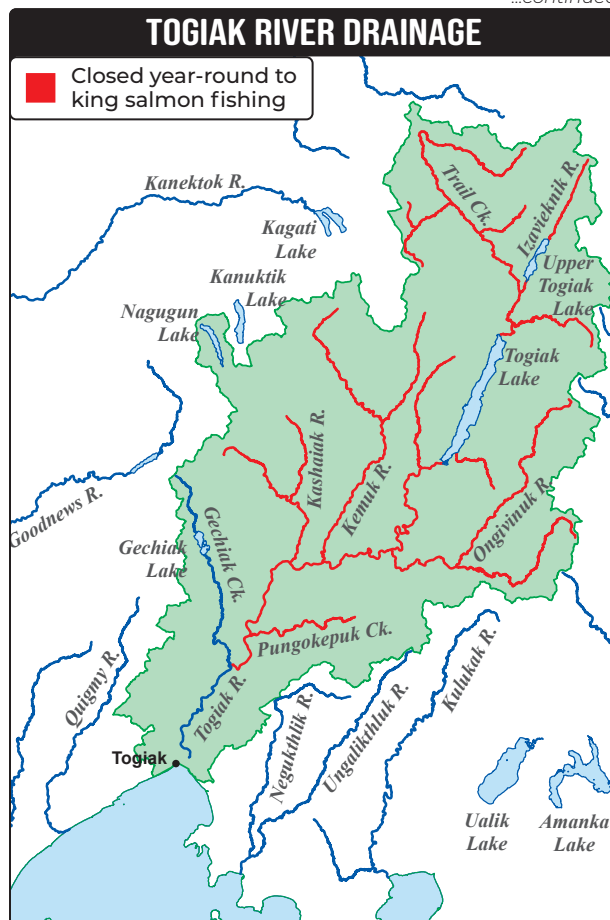 ...continued
TOGIAK RIVER DRAINAGE
Closed year-round to
king salmon fishing
Trail Ck.
Kanektok R.
Izavieknik R.
Kagati
Lake
Upper
Togiak
Lake
Kanuktik
Lake
Nagugun
Lake
Togiak
Lake
Kashaiak R.
Kemuk R.
Ongivinuk R.
Goodnews R.
Gechiak
Lake
Gechiak Ck.
Pungokepuk Ck.
Quigmy R.
Togiak R.
Kulukak R.
Ungalikthluk R.
Negukthlik R.
Togiak
Ualik
Lake
Amanka
Lake